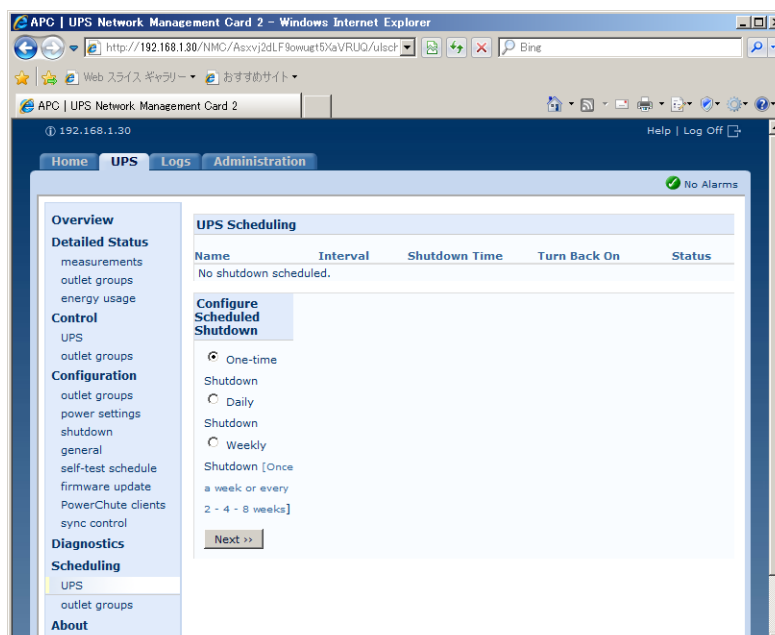 APC | UPS Network Management Card 2 - Windows Internet Explorer
http://192.168.1.30/NMC/Asxvj2dLF9owugt5XaVRUQ/ulsch
Bing
Web スライス ギャラリー
おすすめサイト
APC | UPS Network Management Card 2
192.168.1.30
Help | Log Off
Home UPS Logs Administration
No Alarms
Overview
Detailed Status
measurements
outlet groups
energy usage
Control
UPS
outlet groups
Configuration
outlet groups
power settings
shutdown
general
self-test schedule
firmware update
PowerChute clients
sync control
Diagnostics
Scheduling
UPS
outlet groups
About
UPS Scheduling
Name Interval Shutdown Time Turn Back On Status
No shutdown scheduled.
Configure
Scheduled
Shutdown
One-time
Shutdown
Daily
Shutdown
Weekly
Shutdown [Once
a week or every
2 - 4 - 8 weeks]
Next >>